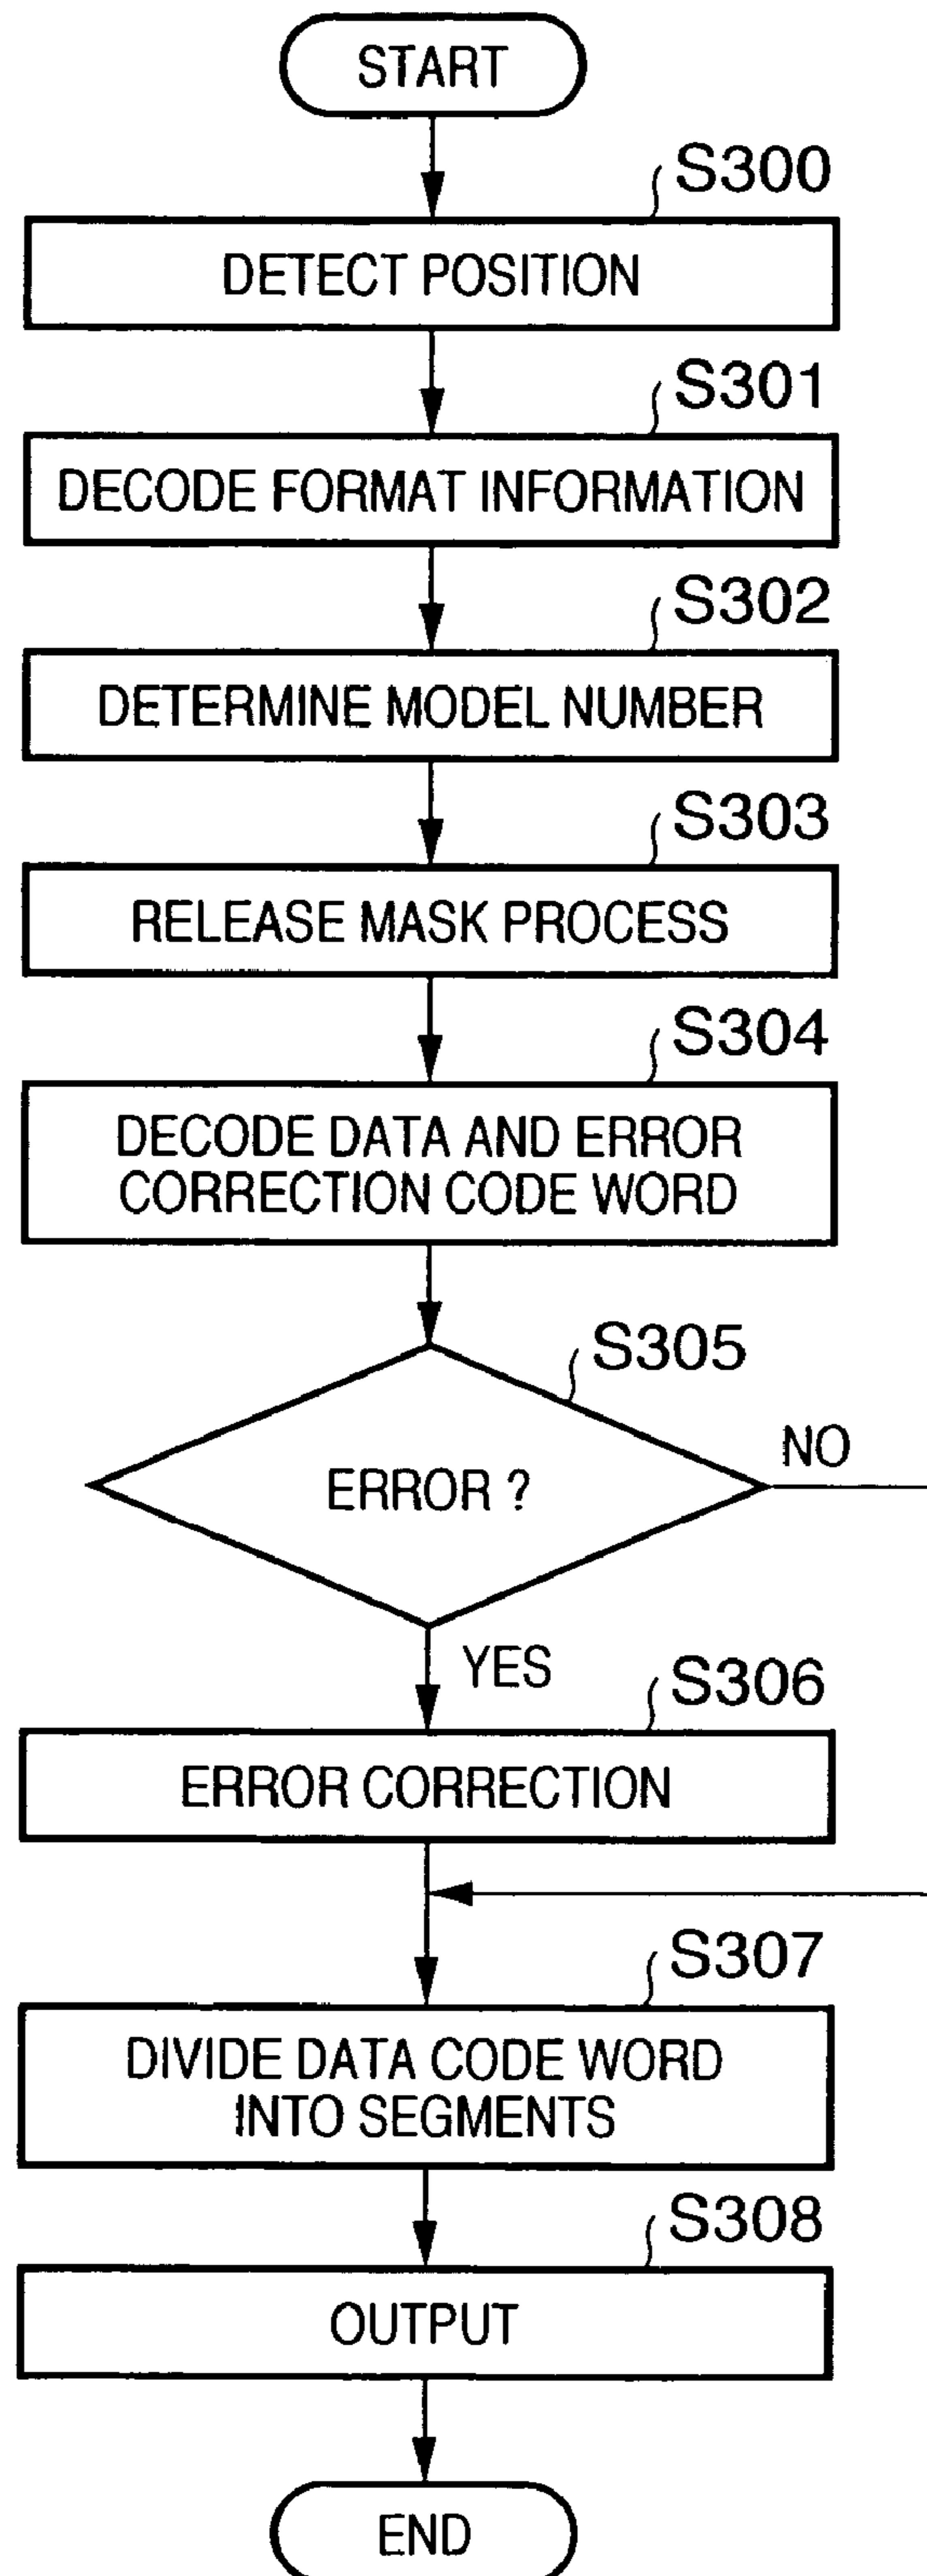 START
S300
DETECT POSITION
S301
DECODE FORMAT INFORMATION
S302
DETERMINE MODEL NUMBER
S303
RELEASE MASK PROCESS
S304
DECODE DATA AND ERROR
CORRECTION CODE WORD
S305
ERROR ?
NO
YES
S306
ERROR CORRECTION
S307
DIVIDE DATA CODE WORD
INTO SEGMENTS
S308
OUTPUT
END